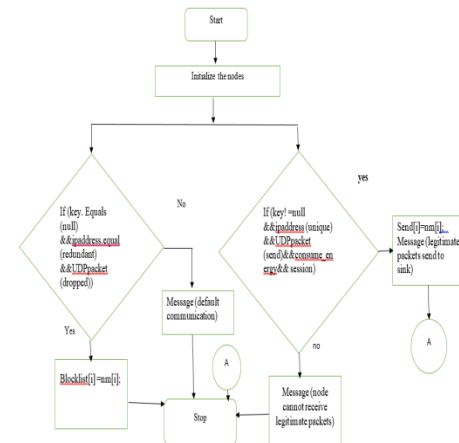 Start
Initialize the nodes
yes
If (key. Equals
(null)
&&ipaddress.equal
(redundant)
&&UDPpacket
(dropped))
No
If (key! =null
&&ipaddress (unique)
&&UDPpacket
(send)&&consume_en
ergy&& session)
Send[i]=nm[i];
Message (legitimate
packets send to
sink)
Message (default
communication)
Yes
no
A
A
Blocklist[i] =nm[i];
Stop
Message (node
cannot receive
legitimate packets)